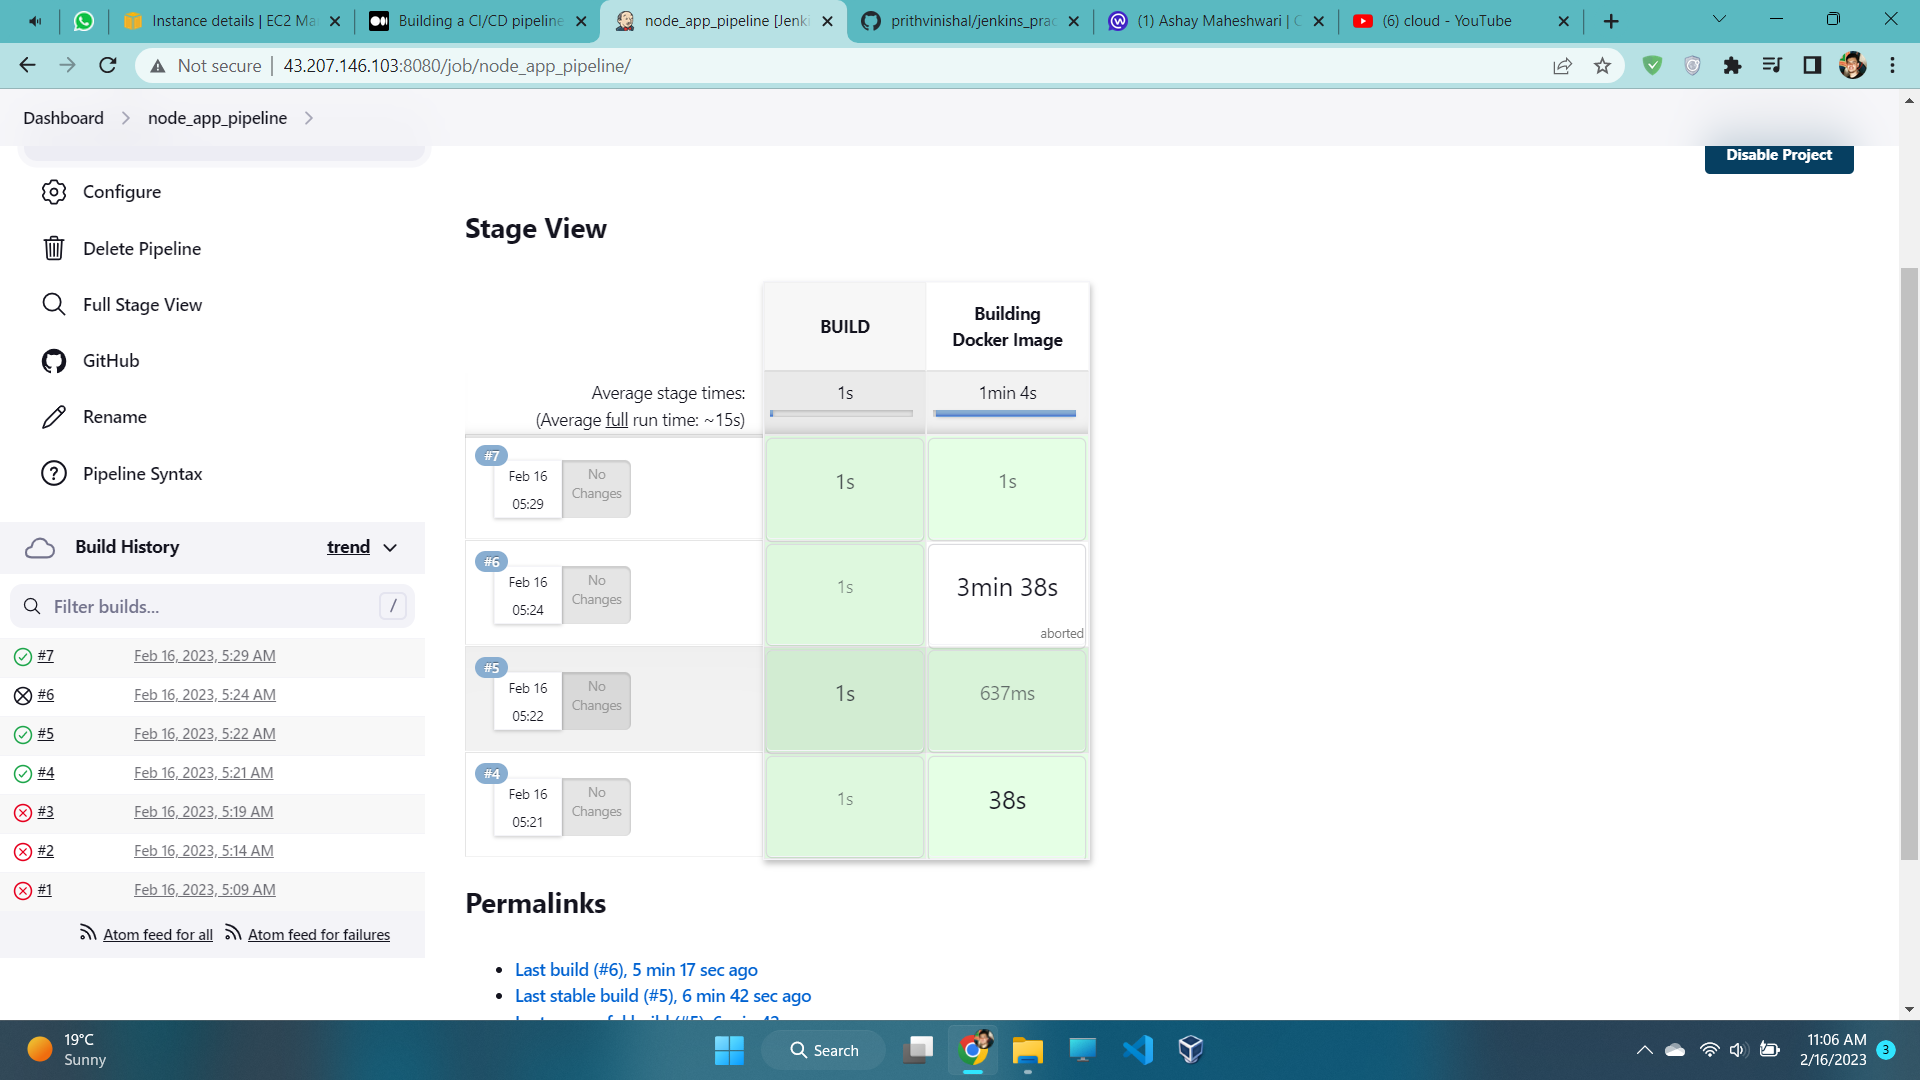 Instance details | EC2 Ma
Building a CI/CD pipeline
node_app_pipeline [Jenki
prithvinishal/jenkins_prac
(1) Ashay Maheshwari | C
(6) cloud - YouTube
Not secure
43.207.146.103:8080/job/node_app_pipeline/
Dashboard
node_app_pipeline
Disable Project
Configure
Delete Pipeline
Full Stage View
GitHub
Rename
Pipeline Syntax
Build History
trend
Filter builds...
/
#7
Feb 16, 2023, 5:29 AM
#6
Feb 16, 2023, 5:24 AM
#5
Feb 16, 2023, 5:22 AM
#4
Feb 16, 2023, 5:21 AM
#3
Feb 16, 2023, 5:19 AM
#2
Feb 16, 2023, 5:14 AM
#1
Feb 16, 2023, 5:09 AM
Atom feed for all
Atom feed for failures
Stage View
BUILD
Building
Docker Image
Average stage times:
(Average full run time: ~15s)
1s
1min 4s
#7
Feb 16
05:29
No
Changes
1s
1s
#6
Feb 16
05:24
No
Changes
1s
3min 38s
aborted
#5
Feb 16
05:22
No
Changes
1s
637ms
#4
Feb 16
05:21
No
Changes
1s
38s
Permalinks
Last build (#6), 5 min 17 sec ago
Last stable build (#5), 6 min 42 sec ago
19°C
Sunny
Search
11:06 AM
2/16/2023
3